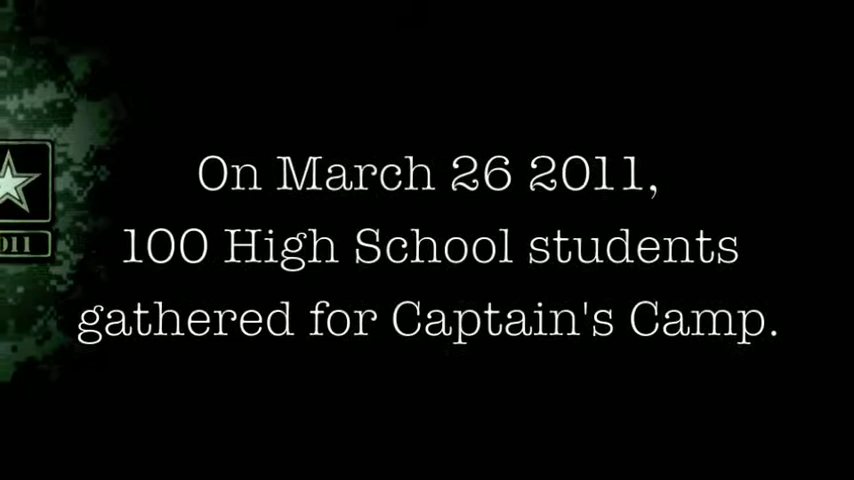 On March 26 2011,
100 High School students
gathered for Captain's Camp.